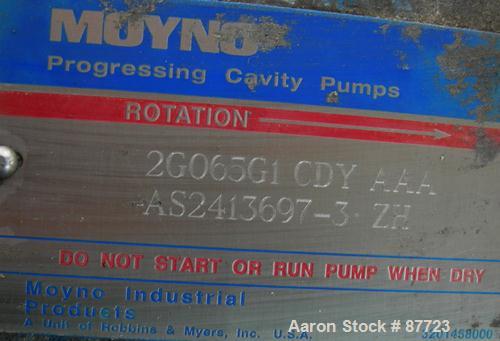 MOYNO
Progressing Cavity Pumps
ROTATION
2G065G1 CDY AAA
AS2413697-3 ZH
DO NOT START OR RUN PUMP WHEN DRY
Moyno Industrial
Products
A Unit of Robbins & Myers, Inc. U.S.A.
3201458000
Aaron Stock # 87723